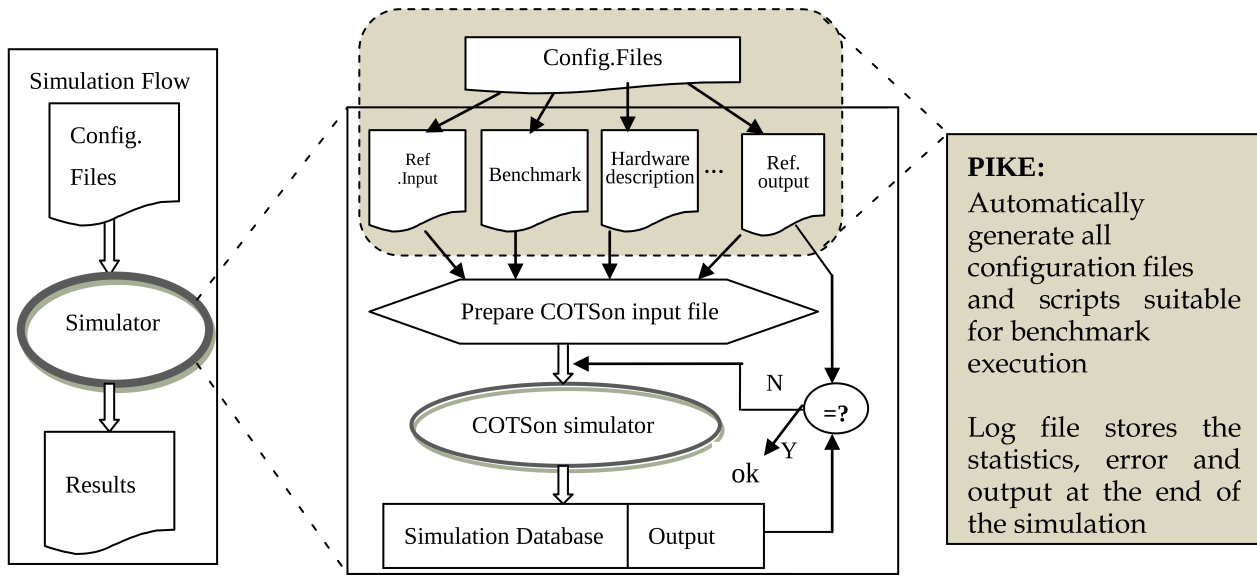 Simulation Flow
Config.
Files
Simulator
Results
Config.Files
Ref
.Input
Benchmark
Hardware
description
...
Ref.
output
Prepare COTSon input file
N
=?
COTSon simulator
Y
ok
Simulation Database
Output
PIKE:
Automatically
generate all
configuration files
and scripts suitable
for benchmark
execution
Log file stores the
statistics, error and
output at the end of
the simulation